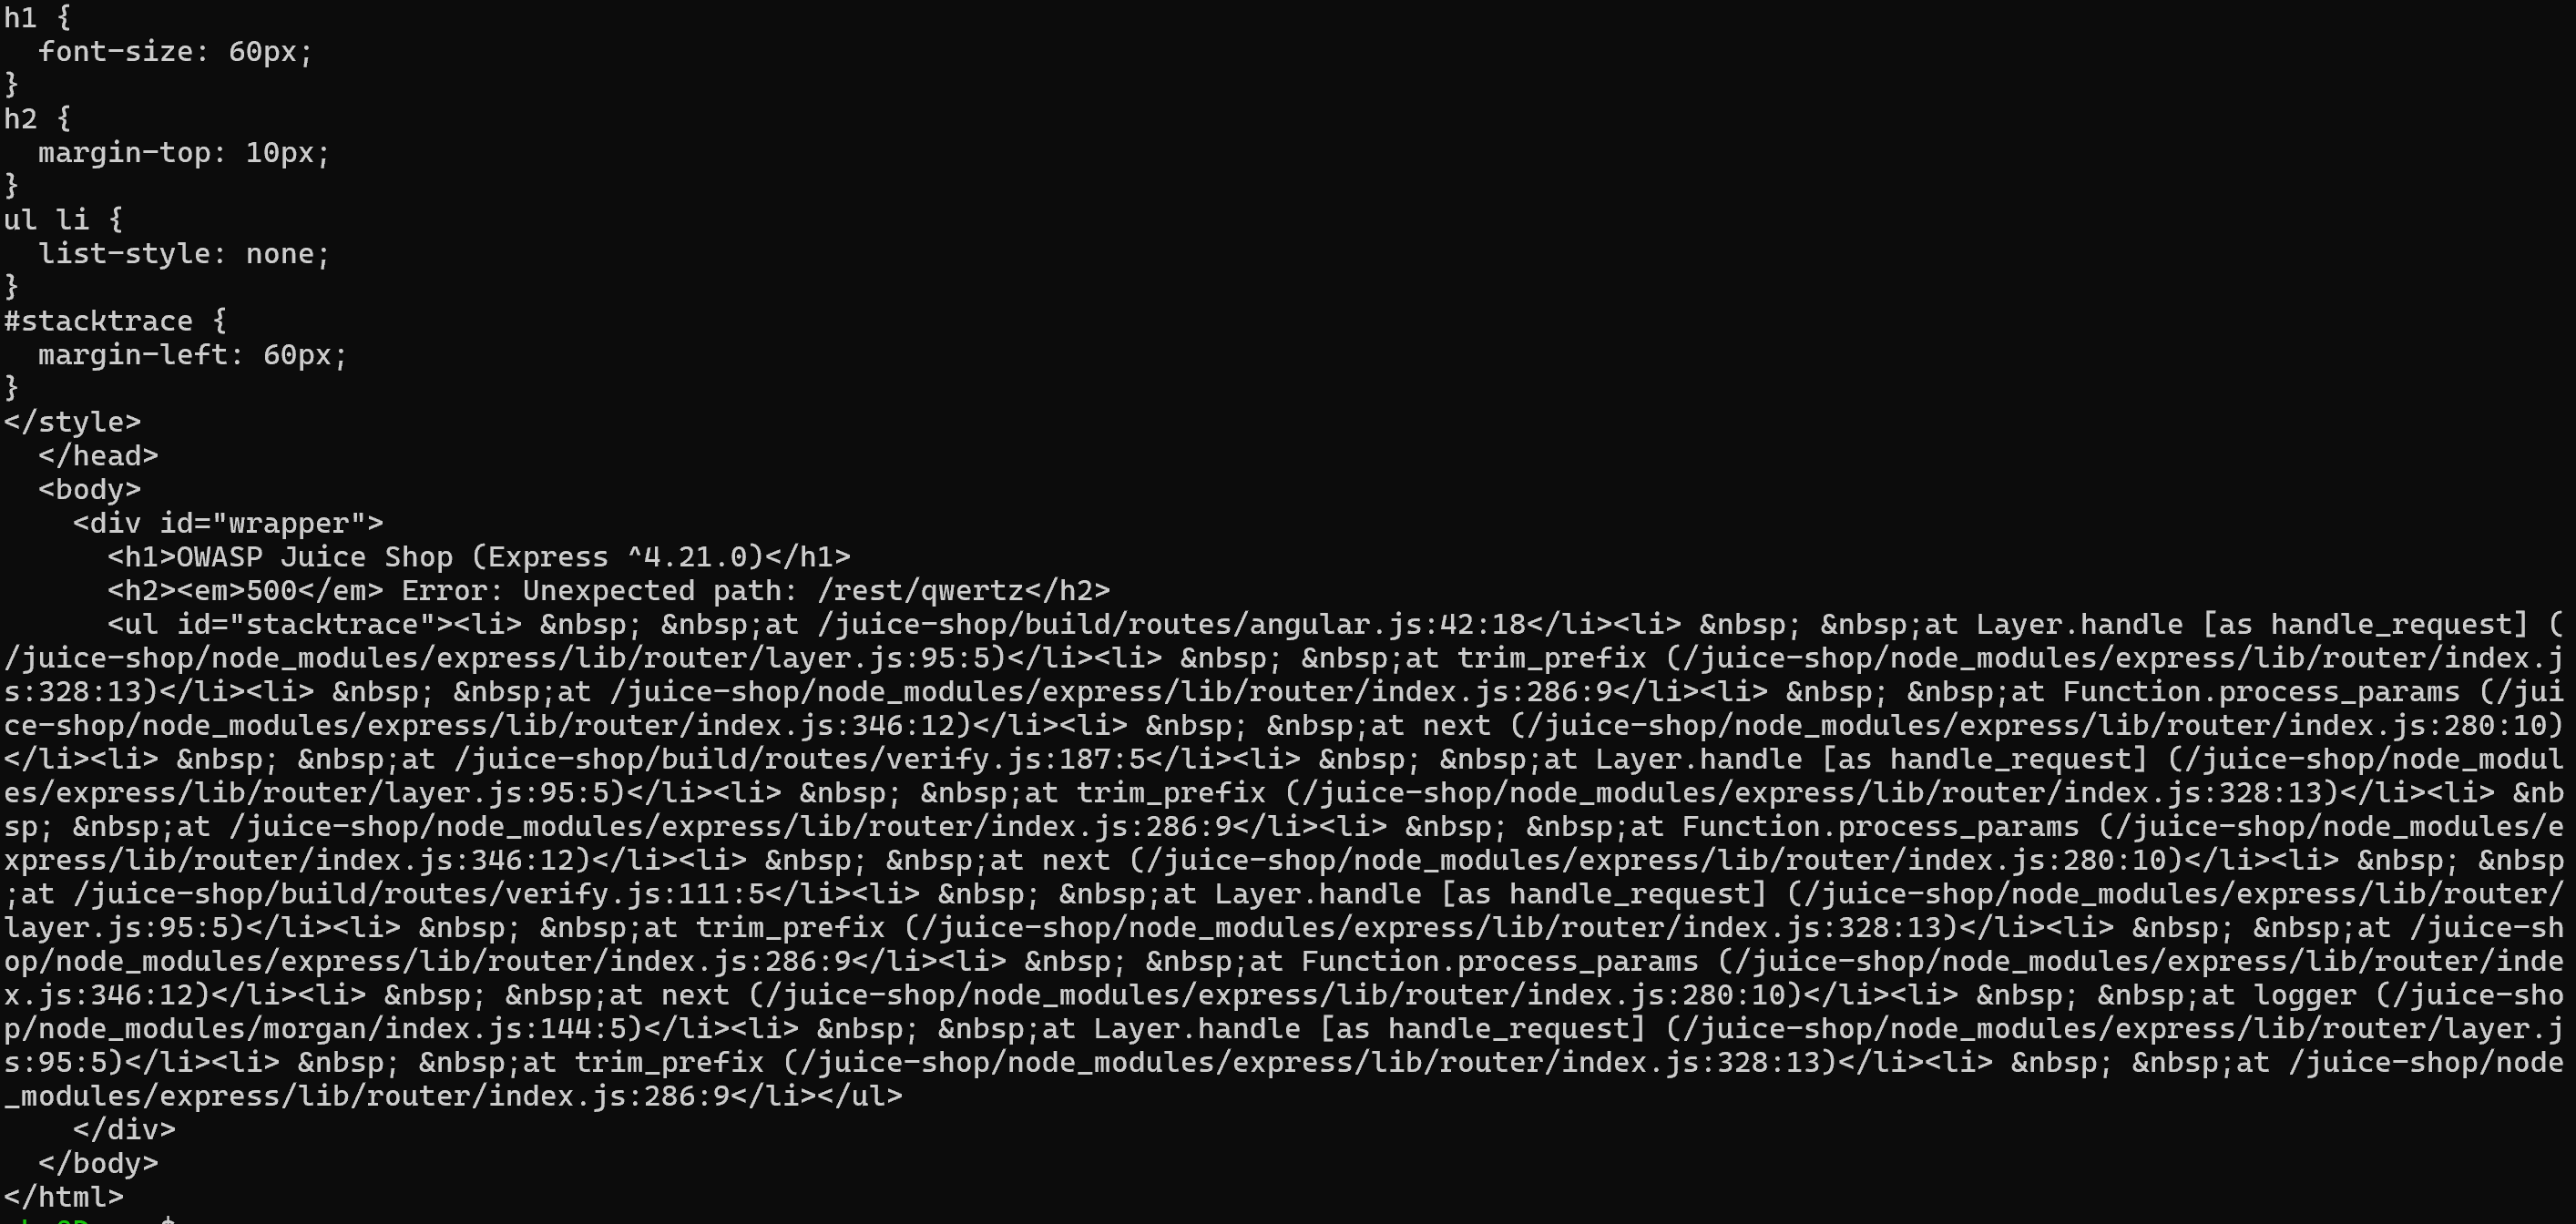 h1 {
  font-size: 60px;
}
h2 {
  margin-top: 10px;
}
ul li {
  list-style: none;
}
#stacktrace {
  margin-left: 60px;
}
</style>
  </head>
  <body>
    <div id="wrapper">
      <h1>OWASP Juice Shop (Express ^4.21.0)</h1>
      <h2><em>500</em> Error: Unexpected path: /rest/qwertz</h2>
      <ul id="stacktrace"><li> &nbsp; &nbsp;at /juice-shop/build/routes/angular.js:42:18</li><li> &nbsp; &nbsp;at Layer.handle [as handle_request] (
/juice-shop/node_modules/express/lib/router/layer.js:95:5)</li><li> &nbsp; &nbsp;at trim_prefix (/juice-shop/node_modules/express/lib/router/index.j
s:328:13)</li><li> &nbsp; &nbsp;at /juice-shop/node_modules/express/lib/router/index.js:286:9</li><li> &nbsp; &nbsp;at Function.process_params (/jui
ce-shop/node_modules/express/lib/router/index.js:346:12)</li><li> &nbsp; &nbsp;at next (/juice-shop/node_modules/express/lib/router/index.js:280:10)
</li><li> &nbsp; &nbsp;at /juice-shop/build/routes/verify.js:187:5</li><li> &nbsp; &nbsp;at Layer.handle [as handle_request] (/juice-shop/node_modul
es/express/lib/router/layer.js:95:5)</li><li> &nbsp; &nbsp;at trim_prefix (/juice-shop/node_modules/express/lib/router/index.js:328:13)</li><li> &nb
sp; &nbsp;at /juice-shop/node_modules/express/lib/router/index.js:286:9</li><li> &nbsp; &nbsp;at Function.process_params (/juice-shop/node_modules/e
xpress/lib/router/index.js:346:12)</li><li> &nbsp; &nbsp;at next (/juice-shop/node_modules/express/lib/router/index.js:280:10)</li><li> &nbsp; &nbsp
;at /juice-shop/build/routes/verify.js:111:5</li><li> &nbsp; &nbsp;at Layer.handle [as handle_request] (/juice-shop/node_modules/express/lib/router/
layer.js:95:5)</li><li> &nbsp; &nbsp;at trim_prefix (/juice-shop/node_modules/express/lib/router/index.js:328:13)</li><li> &nbsp; &nbsp;at /juice-sh
op/node_modules/express/lib/router/index.js:286:9</li><li> &nbsp; &nbsp;at Function.process_params (/juice-shop/node_modules/express/lib/router/inde
x.js:346:12)</li><li> &nbsp; &nbsp;at next (/juice-shop/node_modules/express/lib/router/index.js:280:10)</li><li> &nbsp; &nbsp;at logger (/juice-sho
p/node_modules/morgan/index.js:144:5)</li><li> &nbsp; &nbsp;at Layer.handle [as handle_request] (/juice-shop/node_modules/express/lib/router/layer.j
s:95:5)</li><li> &nbsp; &nbsp;at trim_prefix (/juice-shop/node_modules/express/lib/router/index.js:328:13)</li><li> &nbsp; &nbsp;at /juice-shop/node
_modules/express/lib/router/index.js:286:9</li></ul>
    </div>
  </body>
</html>